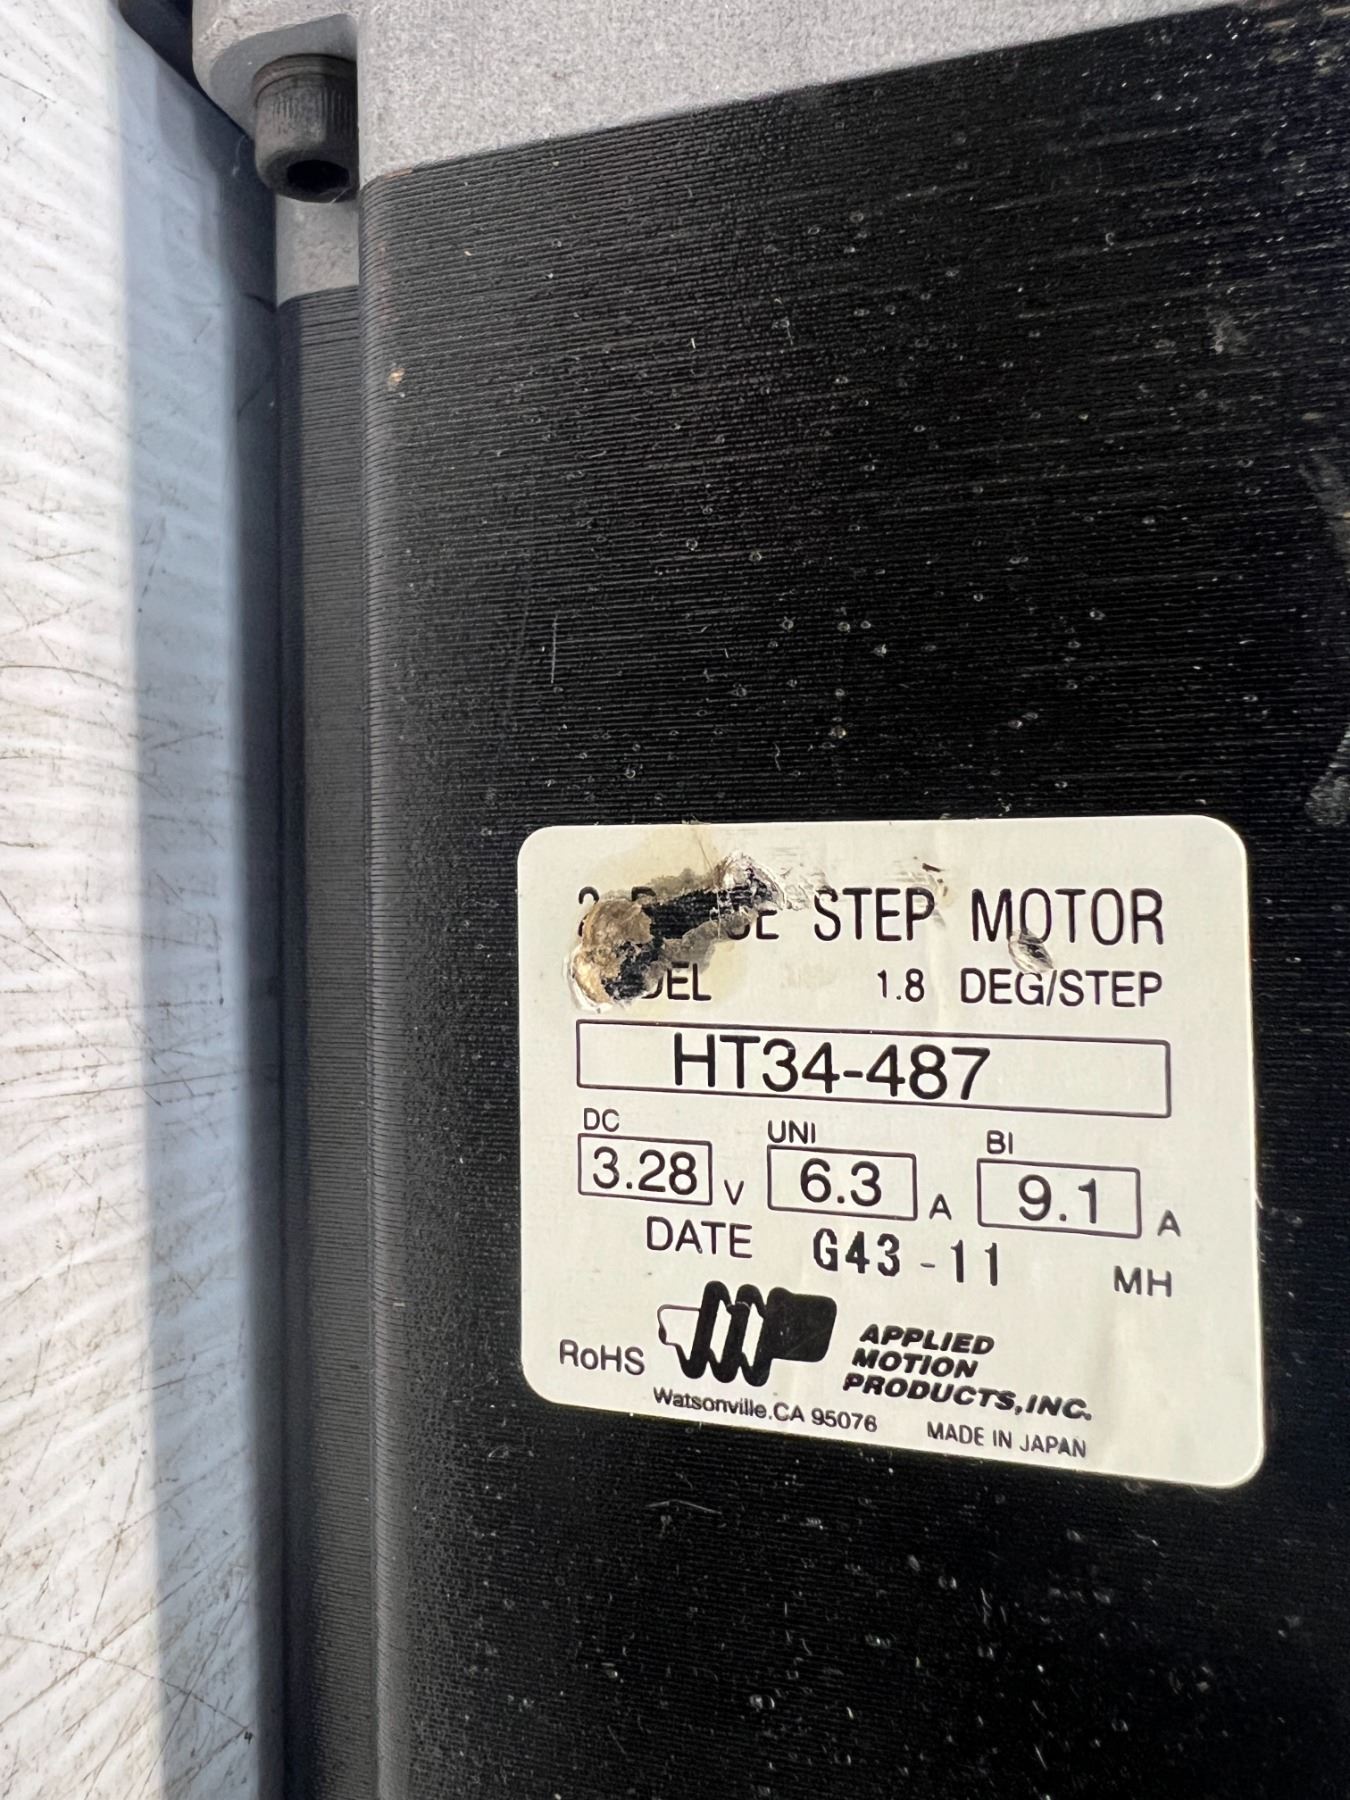 STEP MOTOR
1.8 DEG/STEP
HT34-487
DC UNI BI
3.28 V 6.3 A 9.1 A
DATE G43-11 MH
RoHS
APPLIED
MOTION
PRODUCTS, INC.
Watsonville, CA 95076 MADE IN JAPAN